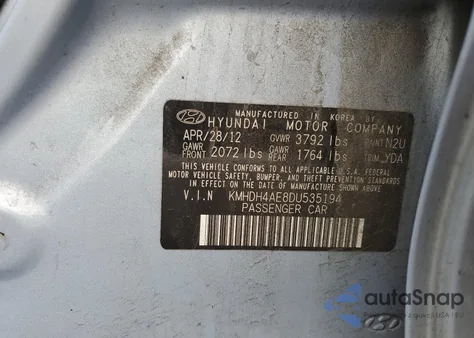 MANUFACTURED IN KOREA BY
HYUNDAI MOTOR COMPANY
APR/28/12 GVWR 3792 lbs PAINT N2U
GAWR FRONT 2072 lbs GAWR REAR 1764 lbs TRIM YDA
THIS VEHICLE CONFORMS TO ALL APPLICABLE U.S.A. FEDERAL
MOTOR VEHICLE SAFETY, BUMPER, AND THEFT
PREVENTION STANDARDS IN EFFECT ON THE DATE OF
MANUFACTURE SHOWN ABOVE.
V.I.N KMHDH4AE8DU535194
PASSENGER CAR
autaSnap